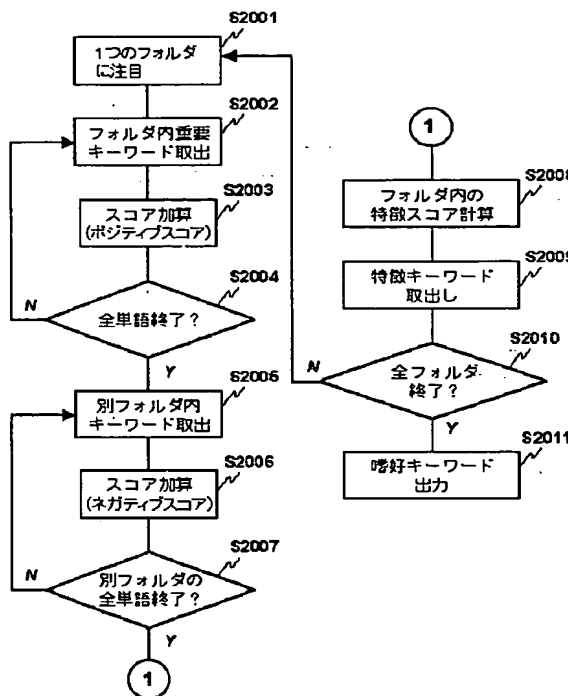 S2001
1つのフォルダ
に注目
S2002
フォルダ内重要
キーワード取出
S2003
スコア加算
(ポジティブスコア)
S2004
全単語終了?
N
Y
S2005
別フォルダ内
キーワード取出
S2006
スコア加算
(ネガティブスコア)
S2007
別フォルダの
全単語終了?
N
Y
1
1
S2008
フォルダ内の
特徴スコア計算
S2009
特徴キーワード
取出し
S2010
全フォルダ
終了?
N
Y
S2011
嗜好キーワード
出力